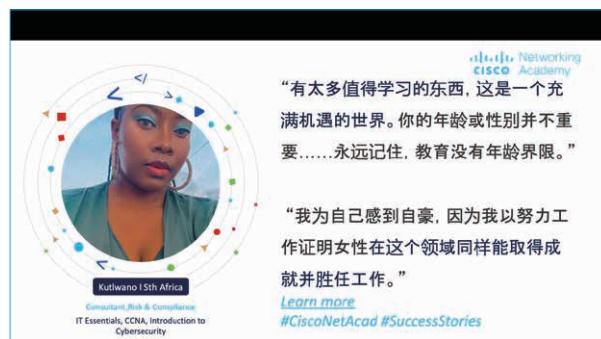 Networking
CISCO Academy
“有太多值得学习的东西，这是一个充
满机遇的世界。你的年龄或性别并不重
要……永远记住，教育没有年龄界限。”
“我为自己感到自豪，因为我以努力工
作证明女性在这个领域同样能取得成
就并胜任工作。”
Learn more
#CiscoNetAcad #SuccessStories
</>
Kutlwano I Sth Africa
Consultant, Risk & Compliance
IT Essentials, CCNA, Introduction to
Cybersecurity